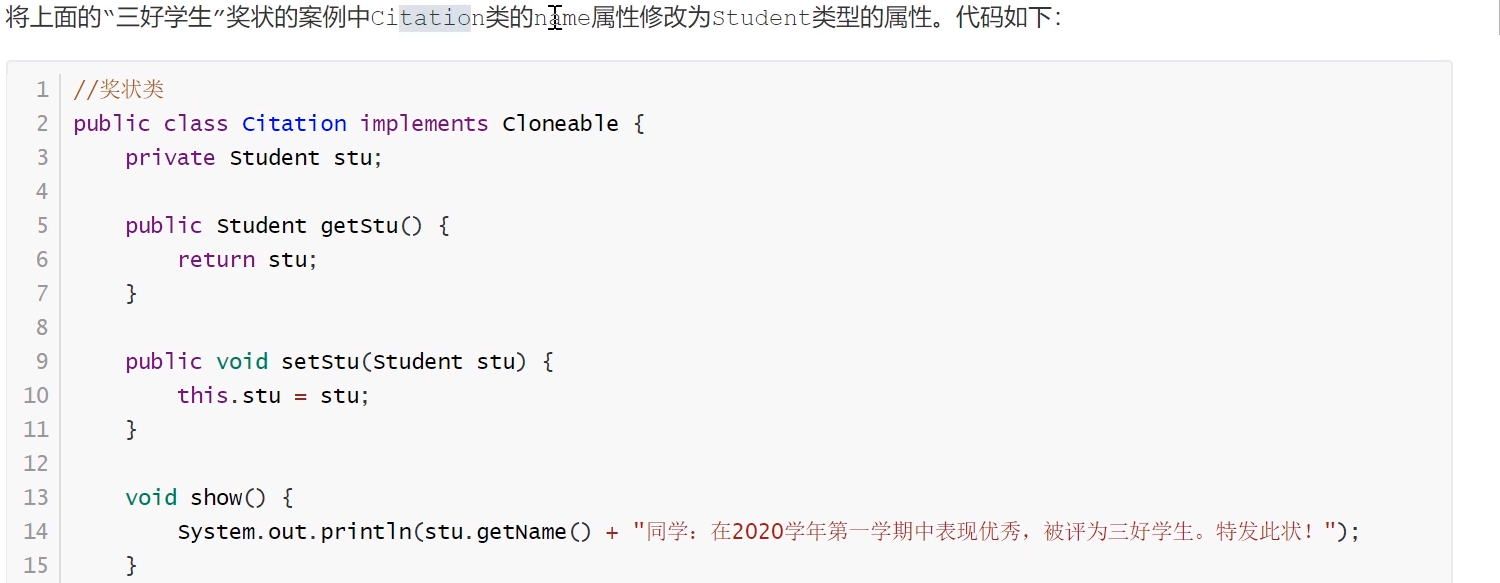 将上面的“三好学生”奖状的案例中Citation类的name属性修改为Student类型的属性。代码如下：
1 //奖状类
2 public class Citation implements Cloneable {
3     private Student stu;
4
5     public Student getStu() {
6         return stu;
7     }
8
9     public void setStu(Student stu) {
10         this.stu = stu;
11     }
12
13     void show() {
14         System.out.println(stu.getName() + "同学：在2020学年第一学期中表现优秀，被评为三好学生。特发此状！");
15     }